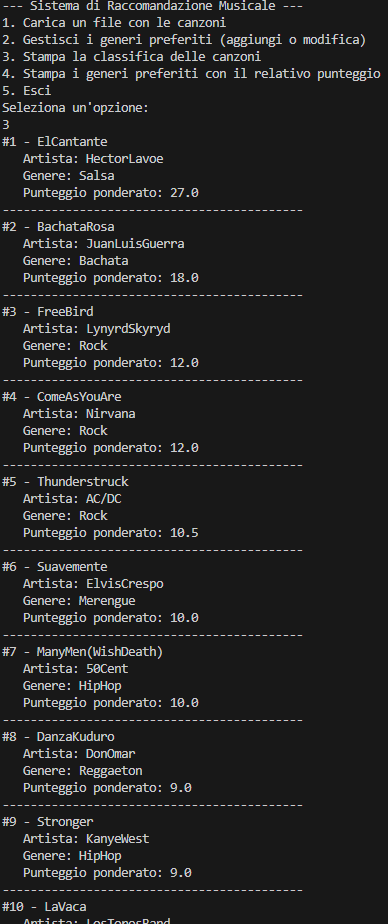 --- Sistema di Raccomandazione Musicale ---
1. Carica un file con le canzoni
2. Gestisci i generi preferiti (aggiungi o modifica)
3. Stampa la classifica delle canzoni
4. Stampa i generi preferiti con il relativo punteggio
5. Esci
Seleziona un'opzione:
3
#1 - ElCantante
Artista: HectorLavoe
Genere: Salsa
Punteggio ponderato: 27.0
-------------------------------------------
#2 - BachataRosa
Artista: JuanLuisGuerra
Genere: Bachata
Punteggio ponderato: 18.0
-------------------------------------------
#3 - FreeBird
Artista: LynyrdSkyryd
Genere: Rock
Punteggio ponderato: 12.0
-------------------------------------------
#4 - ComeAsYouAre
Artista: Nirvana
Genere: Rock
Punteggio ponderato: 12.0
-------------------------------------------
#5 - Thunderstruck
Artista: AC/DC
Genere: Rock
Punteggio ponderato: 10.5
-------------------------------------------
#6 - Suavemente
Artista: ElvisCrespo
Genere: Merengue
Punteggio ponderato: 10.0
-------------------------------------------
#7 - ManyMen(WishDeath)
Artista: 50Cent
Genere: HipHop
Punteggio ponderato: 10.0
-------------------------------------------
#8 - DanzaKuduro
Artista: DonOmar
Genere: Reggaeton
Punteggio ponderato: 9.0
-------------------------------------------
#9 - Stronger
Artista: KanyeWest
Genere: HipHop
Punteggio ponderato: 9.0
-------------------------------------------
#10 - LaVaca
Artista: